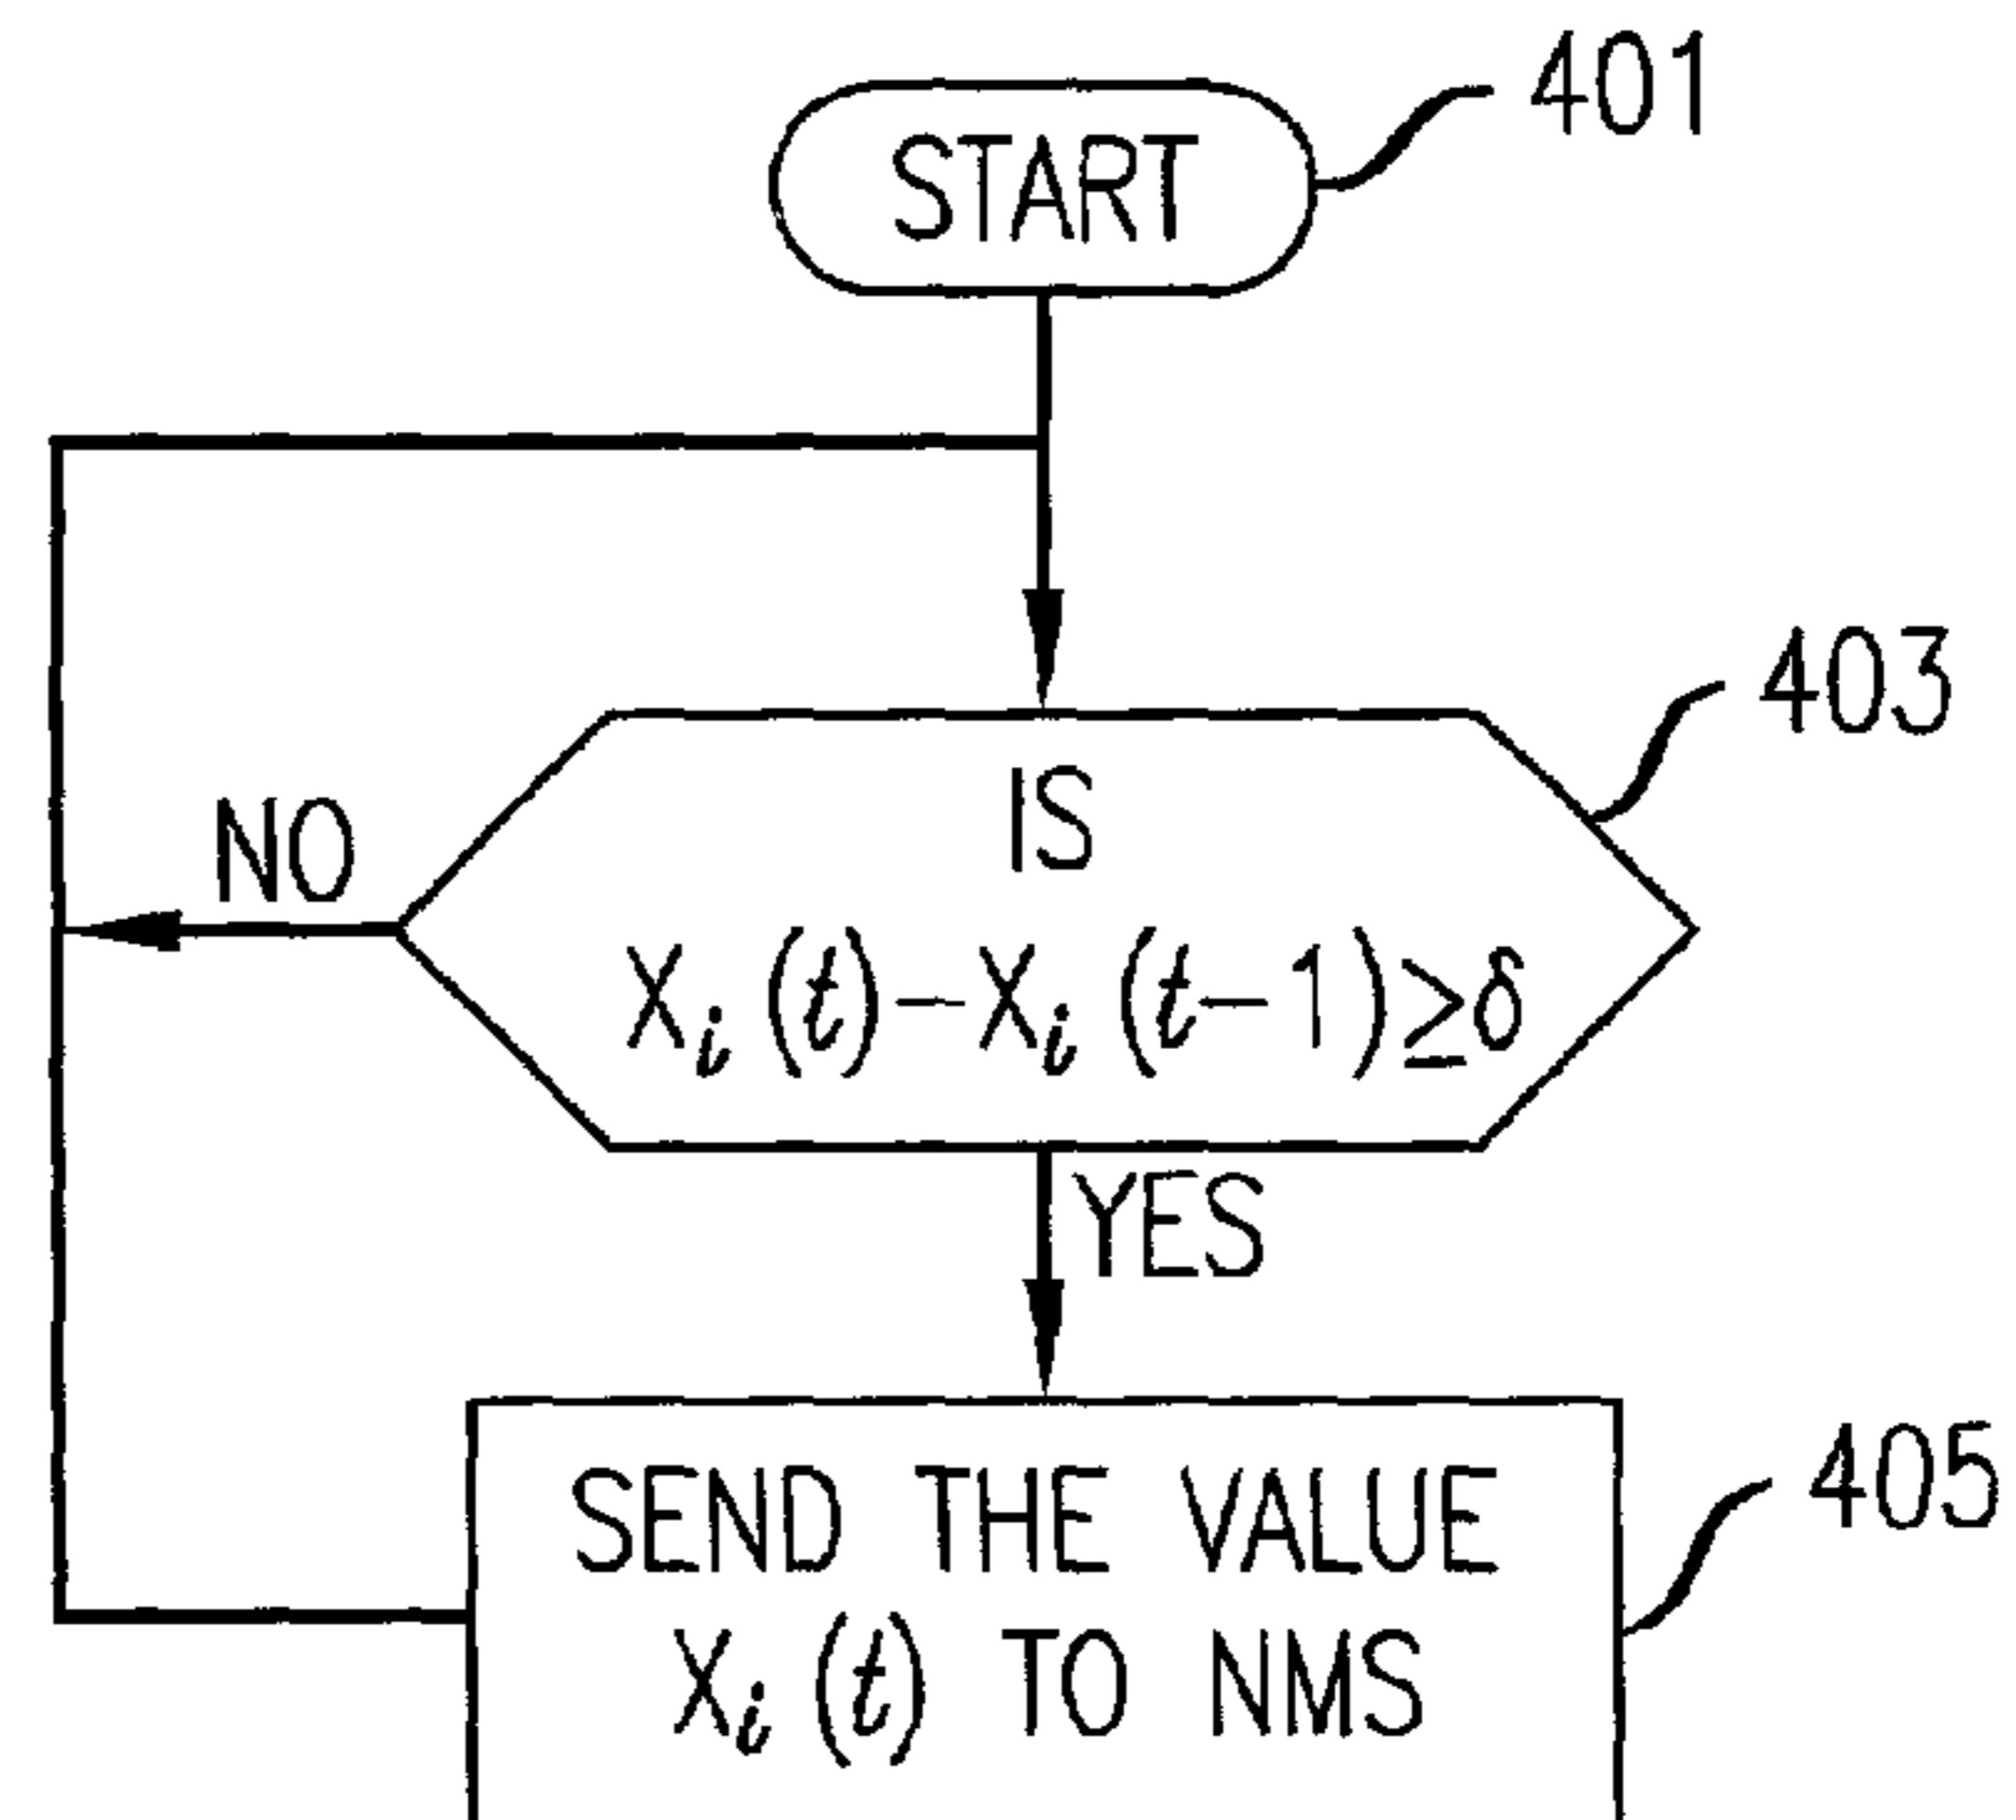 START
401
403
NO
IS
Xᵢ (t)−Xᵢ (t−1)≥δ
YES
SEND THE VALUE
Xᵢ (t) TO NMS
405